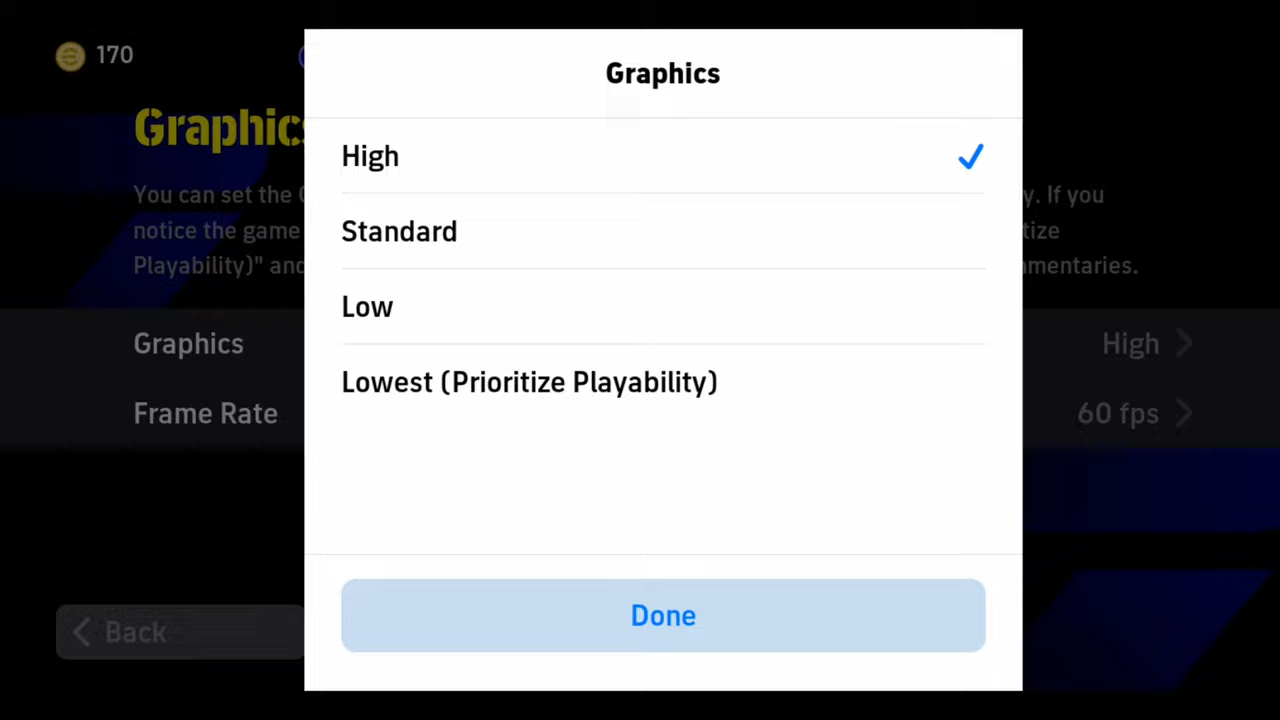 170
Graphics
Graphics
High
You can set the
y. If you
Standard
notice the game
tize
Playability)" and
mmentaries.
Low
Graphics
High
Lowest (Prioritize Playability)
Frame Rate
60 fps
Done
Back